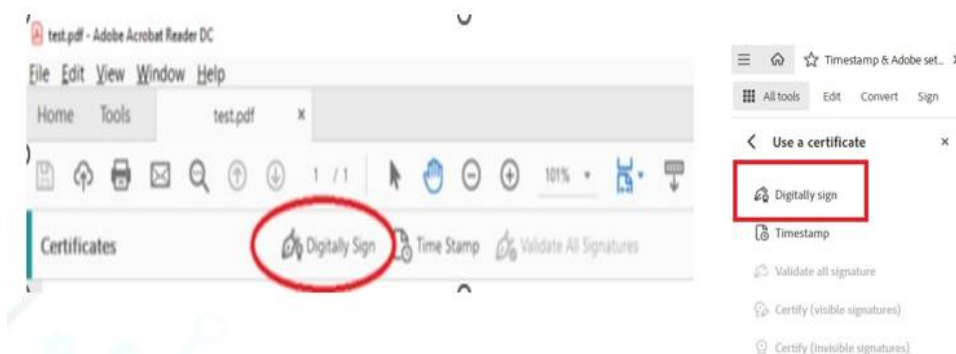 test.pdf - Adobe Acrobat Reader DC
File Edit View Window Help
Home Tools test.pdf ×
1 / 1 101%
Certificates Digitally Sign Time Stamp Validate All Signatures
Timestamp & Adobe set...
All tools Edit Convert Sign
Use a certificate ×
Digitally sign
Timestamp
Validate all signature
Certify (visible signatures)
Certify (invisible signatures)